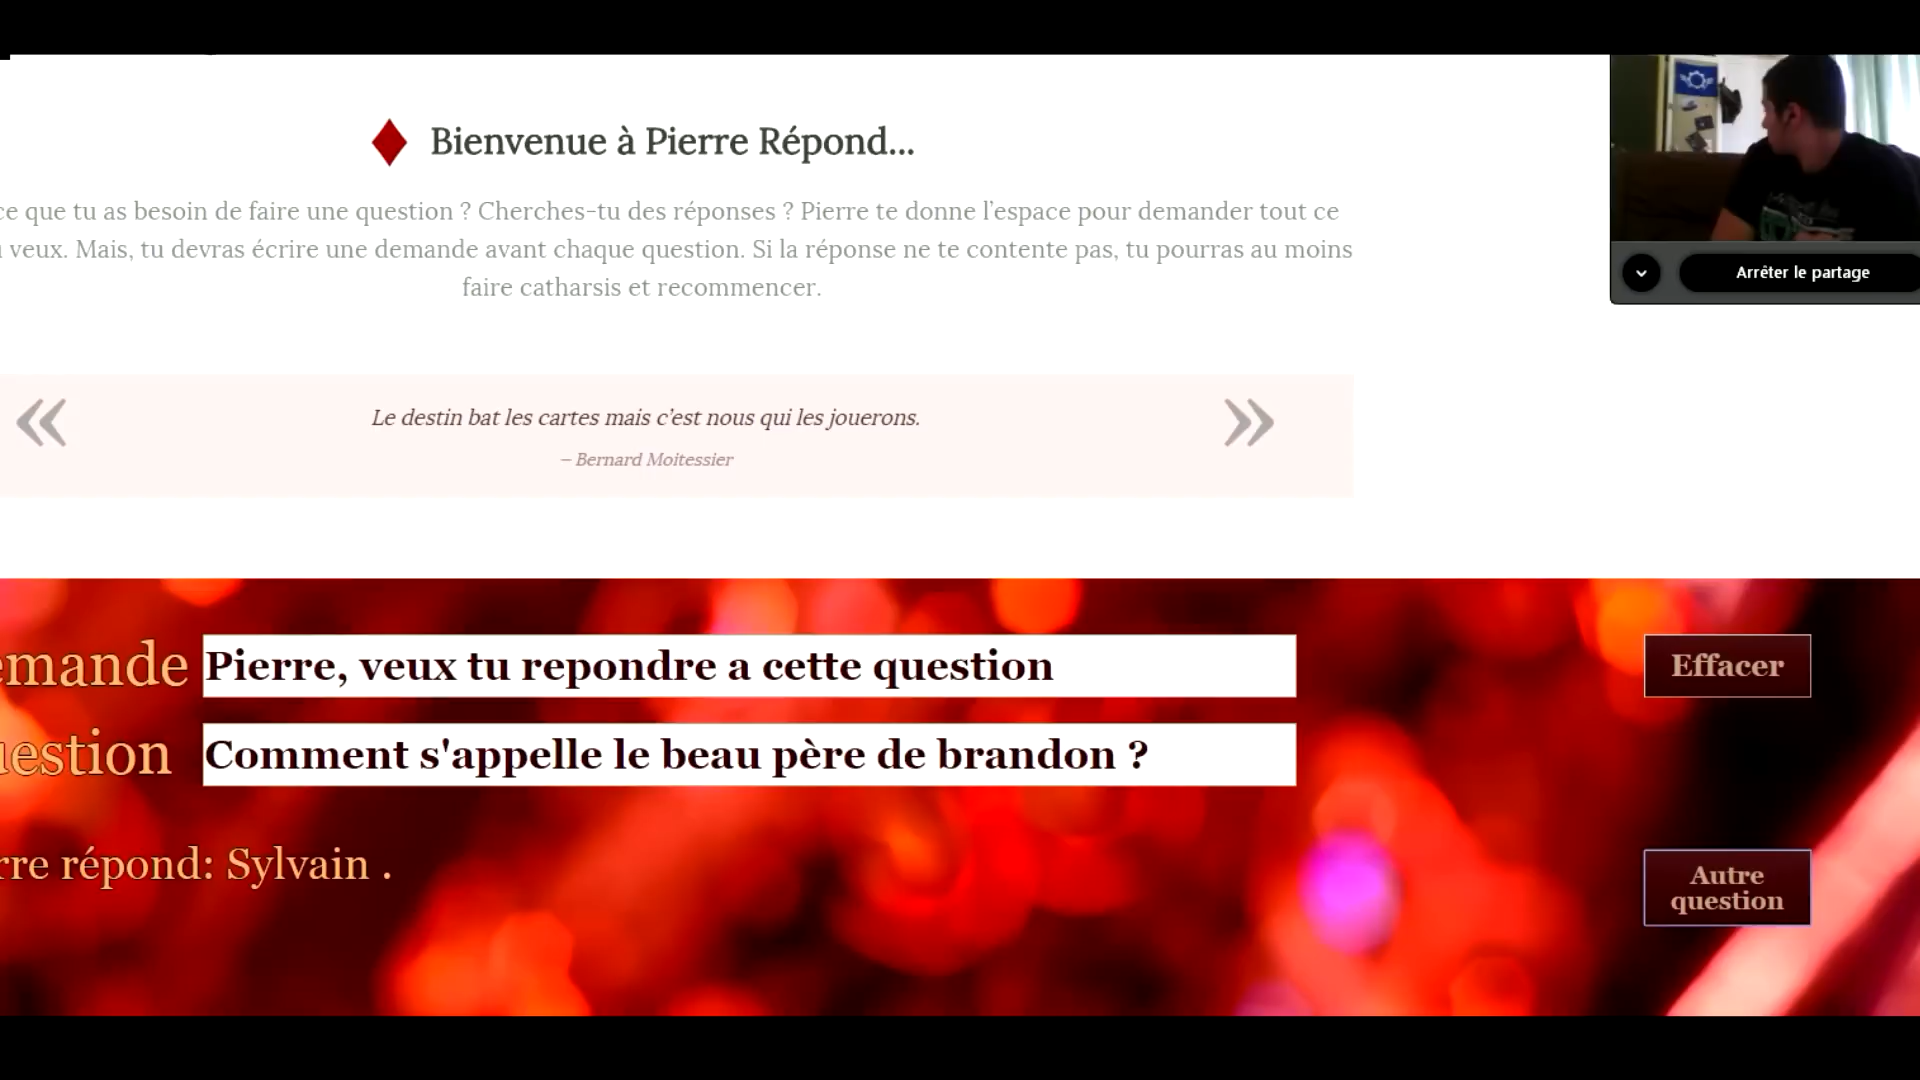 Bienvenue à Pierre Répond...
ce que tu as besoin de faire une question ? Cherches-tu des réponses ? Pierre te donne l'espace pour demander tout ce
veux. Mais, tu devras écrire une demande avant chaque question. Si la réponse ne te contente pas, tu pourras au moins
faire catharsis et recommencer.
Arrêter le partage
« Le destin bat les cartes mais c'est nous qui les jouerons. »
– Bernard Moitessier
emande Pierre, veux tu repondre a cette question
Effacer
uestion Comment s'appelle le beau père de brandon ?
rre répond: Sylvain .
Autre
question